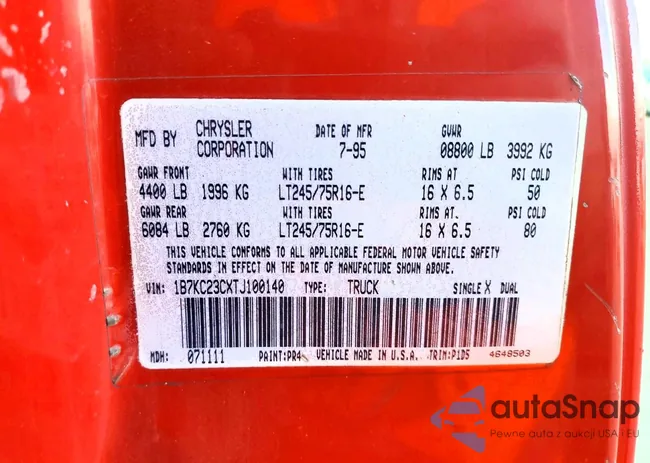 MFD BY CHRYSLER CORPORATION DATE OF MFR 7-95 GVWR 08800 LB 3992 KG
GAWR FRONT WITH TIRES RIMS AT. PSI COLD
4400 LB 1996 KG LT245/75R16-E 16 X 6.5 50
GAWR REAR WITH TIRES RIMS AT. PSI COLD
6084 LB 2760 KG LT245/75R16-E 16 X 6.5 80
THIS VEHICLE CONFORMS TO ALL APPLICABLE FEDERAL MOTOR VEHICLE SAFETY
STANDARDS IN EFFECT ON THE DATE OF MANUFACTURE SHOWN ABOVE.
VIN: 1B7KC23CXTJ100140 TYPE: TRUCK SINGLE X DUAL
MDH: 071111 PAINT:PR4 VEHICLE MADE IN U.S.A. TRIM:P1D5 4648503
autaSnap
Pewne auta z aukcji USA i EU